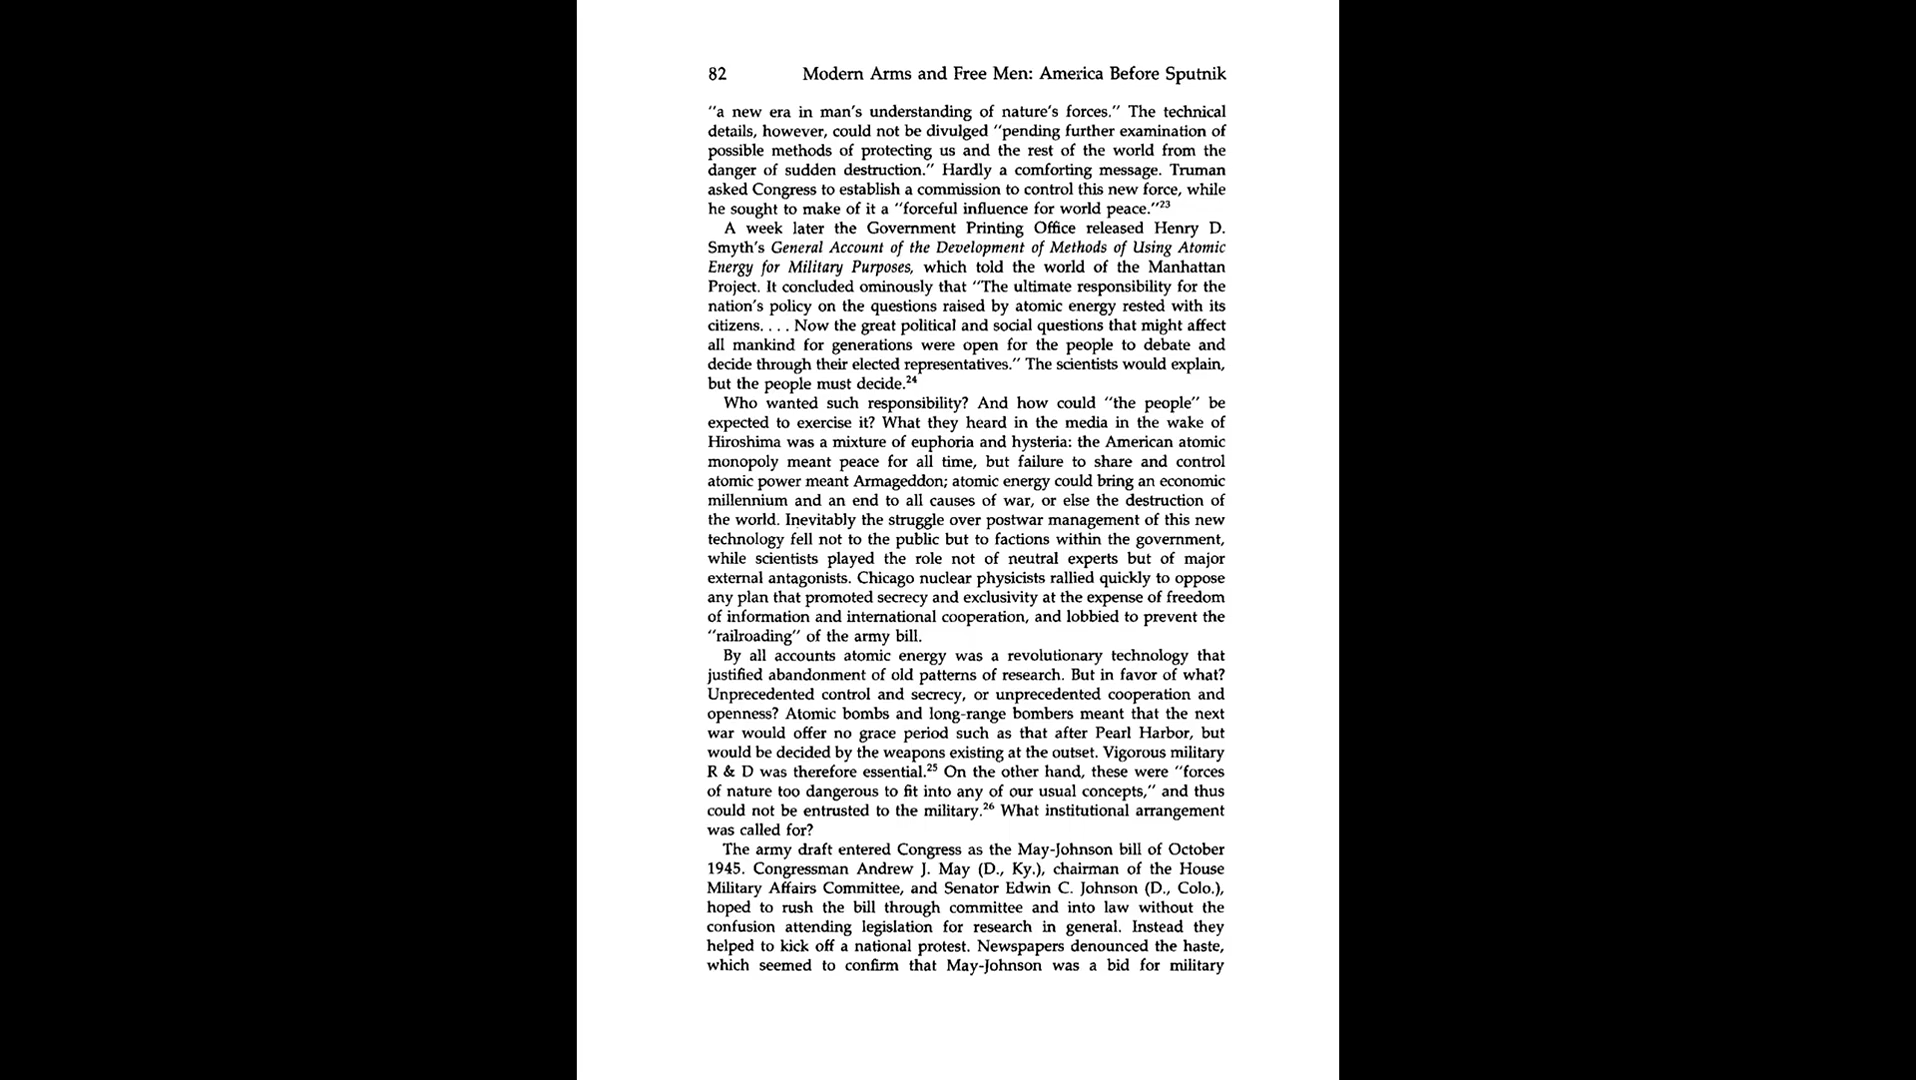 82 Modern Arms and Free Men: America Before Sputnik
"a new era in man's understanding of nature's forces." The technical
details, however, could not be divulged "pending further examination of
possible methods of protecting us and the rest of the world from the
danger of sudden destruction." Hardly a comforting message. Truman
asked Congress to establish a commission to control this new force, while
he sought to make of it a "forceful influence for world peace."23
A week later the Government Printing Office released Henry D.
Smyth's General Account of the Development of Methods of Using Atomic
Energy for Military Purposes, which told the world of the Manhattan
Project. It concluded ominously that "The ultimate responsibility for the
nation's policy on the questions raised by atomic energy rested with its
citizens. . . . Now the great political and social questions that might affect
all mankind for generations were open for the people to debate and
decide through their elected representatives." The scientists would explain,
but the people must decide.24
Who wanted such responsibility? And how could "the people" be
expected to exercise it? What they heard in the media in the wake of
Hiroshima was a mixture of euphoria and hysteria: the American atomic
monopoly meant peace for all time, but failure to share and control
atomic power meant Armageddon; atomic energy could bring an economic
millennium and an end to all causes of war, or else the destruction of
the world. Inevitably the struggle over postwar management of this new
technology fell not to the public but to factions within the government,
while scientists played the role not of neutral experts but of major
external antagonists. Chicago nuclear physicists rallied quickly to oppose
any plan that promoted secrecy and exclusivity at the expense of freedom
of information and international cooperation, and lobbied to prevent the
"railroading" of the army bill.
By all accounts atomic energy was a revolutionary technology that
justified abandonment of old patterns of research. But in favor of what?
Unprecedented control and secrecy, or unprecedented cooperation and
openness? Atomic bombs and long-range bombers meant that the next
war would offer no grace period such as that after Pearl Harbor, but
would be decided by the weapons existing at the outset. Vigorous military
R & D was therefore essential.25 On the other hand, these were "forces
of nature too dangerous to fit into any of our usual concepts," and thus
could not be entrusted to the military.26 What institutional arrangement
was called for?
The army draft entered Congress as the May-Johnson bill of October
1945. Congressman Andrew J. May (D., Ky.), chairman of the House
Military Affairs Committee, and Senator Edwin C. Johnson (D., Colo.),
hoped to rush the bill through committee and into law without the
confusion attending legislation for research in general. Instead they
helped to kick off a national protest. Newspapers denounced the haste,
which seemed to confirm that May-Johnson was a bid for military